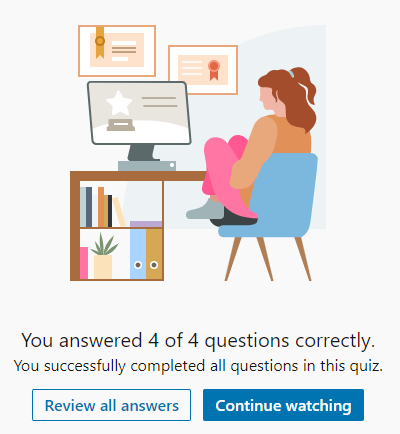 You answered 4 of 4 questions correctly.
You successfully completed all questions in this quiz.
Review all answers
Continue watching